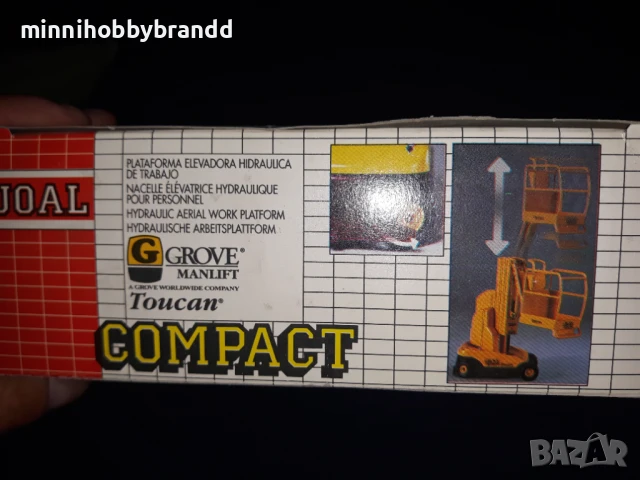 minnihobbybrandd
JOAL
PLATAFORMA ELEVADORA HIDRAULICA
DE TRABAJO
NACELLE ÉLÉVATRICE HYDRAULIQUE
POUR PERSONNEL
HYDRAULIC AERIAL WORK PLATFORM
HYDRAULISCHE ARBEITSPLATTFORM
G GROVE®
MANLIFT
A GROVE WORLDWIDE COMPANY
Toucan®
COMPACT
BAZAR